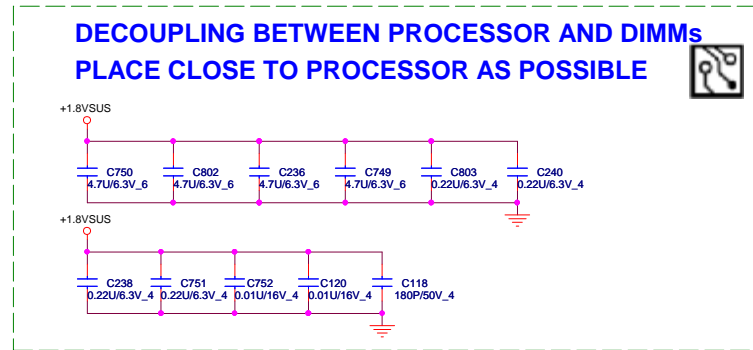 DECOUPLING BETWEEN PROCESSOR AND DIMMs
PLACE CLOSE TO PROCESSOR AS POSSIBLE
+1.8VSUS
C750 C802 C236 C749 C803 C240
4.7U/6.3V_6 4.7U/6.3V_6 4.7U/6.3V_6 4.7U/6.3V_6 0.22U/6.3V_4 0.22U/6.3V_4
+1.8VSUS
C238 C751 C752 C120 C118
0.22U/6.3V_4 0.22U/6.3V_4 0.01U/16V_4 0.01U/16V_4 180P/50V_4